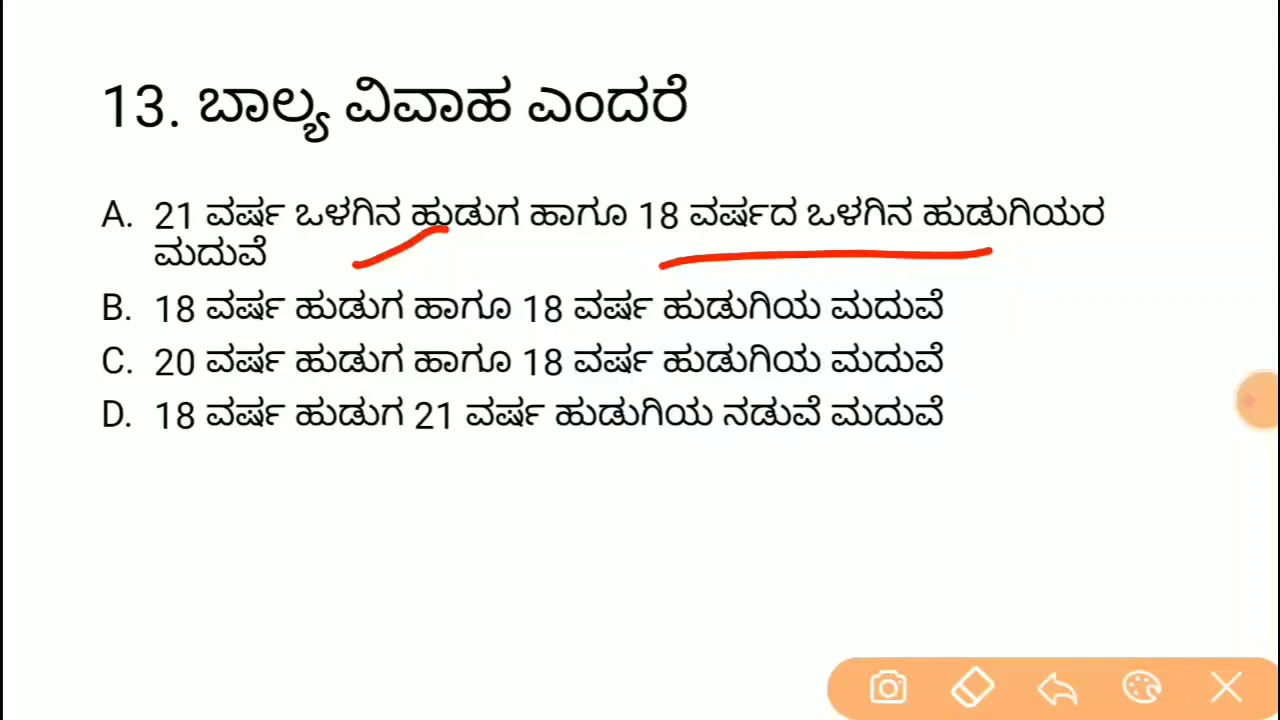 13. ಬಾಲ್ಯ ವಿವಾಹ ಎಂದರೆ
A. 21 ವರ್ಷ ಒಳಗಿನ ಹುಡುಗ ಹಾಗೂ 18 ವರ್ಷದ ಒಳಗಿನ ಹುಡುಗಿಯರ
ಮದುವೆ
B. 18 ವರ್ಷ ಹುಡುಗ ಹಾಗೂ 18 ವರ್ಷ ಹುಡುಗಿಯ ಮದುವೆ
C. 20 ವರ್ಷ ಹುಡುಗ ಹಾಗೂ 18 ವರ್ಷ ಹುಡುಗಿಯ ಮದುವೆ
D. 18 ವರ್ಷ ಹುಡುಗ 21 ವರ್ಷ ಹುಡುಗಿಯ ನಡುವೆ ಮದುವೆ